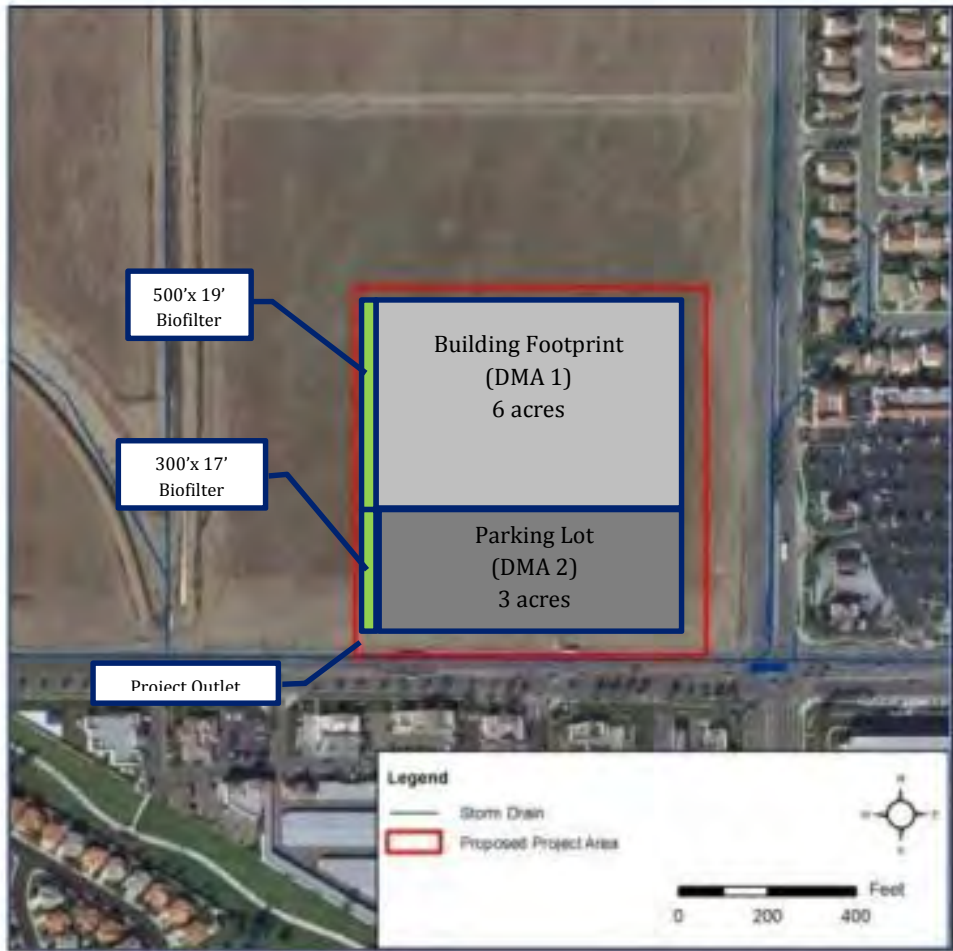 500’x 19’
Biofilter
Building Footprint
(DMA 1)
6 acres
300’x 17’
Biofilter
Parking Lot
(DMA 2)
3 acres
Project Outlet
Legend
Storm Drain
Proposed Project Area
N
W
E
S
Feet
0 200 400